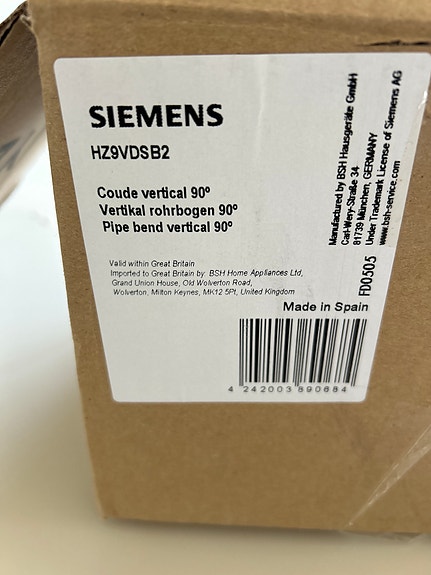 SIEMENS
HZ9VDSB2
Coude vertical 90º
Vertikal rohrbogen 90º
Pipe bend vertical 90º
Valid within Great Britain
Imported to Great Britain by: BSH Home Appliances Ltd,
Grand Union House, Old Wolverton Road,
Wolverton, Milton Keynes, MK12 5Pt, United Kingdom
Manufactured by BSH Hausgeräte GmbH
Carl-Wery-Straße 34
81739 München, GERMANY
Under Trademark License of Siemens AG
www.bsh-service.com
FD0505
Made in Spain
4 242003 890684